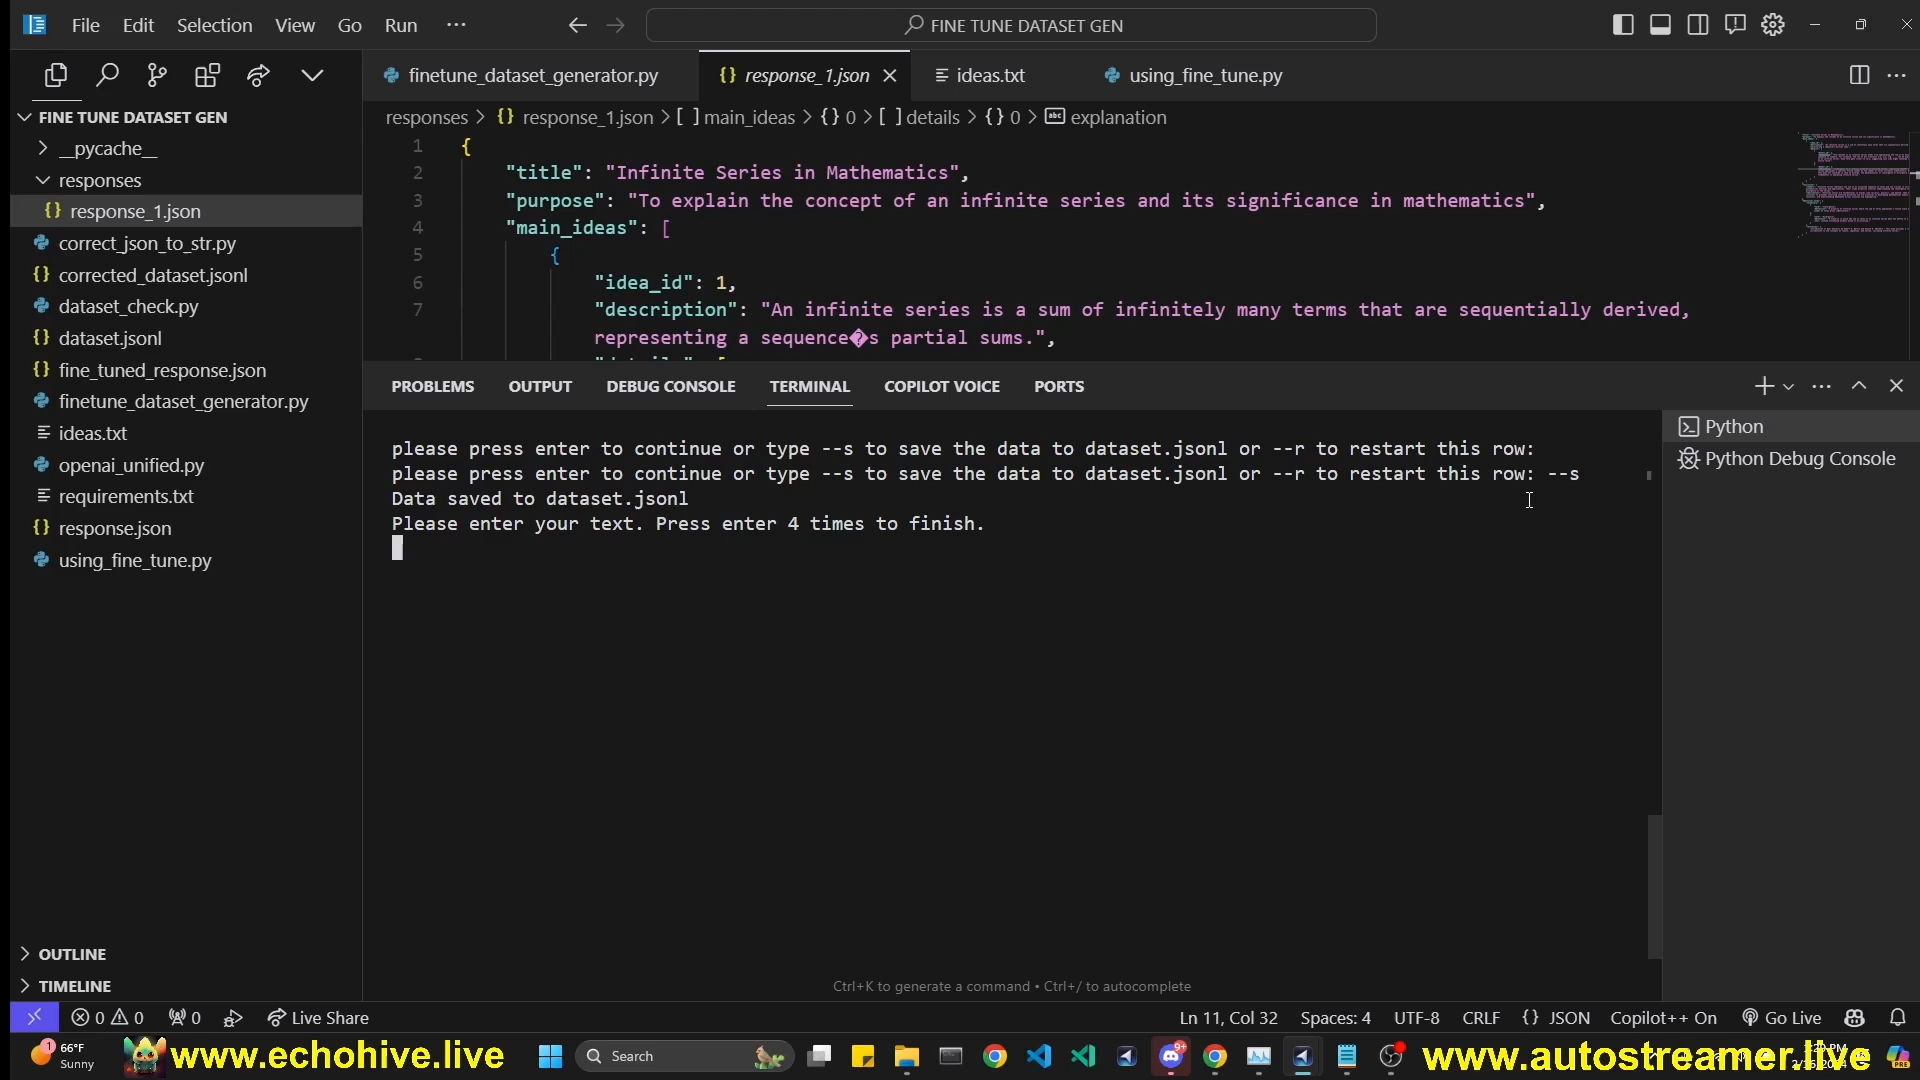 File Edit Selection View Go Run ··· FINE TUNE DATASET GEN
finetune_dataset_generator.py {} response_1.json ideas.txt using_fine_tune.py
FINE TUNE DATASET GEN
responses > {} response_1.json > [ ] main_ideas > {} 0 > [ ] details > {} 0 > abc explanation
__pycache__
responses
{} response_1.json
correct_json_to_str.py
{} corrected_dataset.jsonl
dataset_check.py
{} dataset.jsonl
{} fine_tuned_response.json
finetune_dataset_generator.py
ideas.txt
openai_unified.py
requirements.txt
{} response.json
using_fine_tune.py
OUTLINE
TIMELINE
1 {
2 "title": "Infinite Series in Mathematics",
3 "purpose": "To explain the concept of an infinite series and its significance in mathematics",
4 "main_ideas": [
5 {
6 "idea_id": 1,
7 "description": "An infinite series is a sum of infinitely many terms that are sequentially derived,
representing a sequence�s partial sums.",
PROBLEMS OUTPUT DEBUG CONSOLE TERMINAL COPILOT VOICE PORTS
please press enter to continue or type --s to save the data to dataset.jsonl or --r to restart this row:
please press enter to continue or type --s to save the data to dataset.jsonl or --r to restart this row: --s
Data saved to dataset.jsonl
Please enter your text. Press enter 4 times to finish.
Python
Python Debug Console
Ctrl+K to generate a command • Ctrl+/ to autocomplete
0 0 0 Live Share Ln 11, Col 32 Spaces: 4 UTF-8 CRLF {} JSON Copilot++ On Go Live
1 66°F
Sunny
www.echohive.live
Search
9+
www.autostreamer.live
PRE